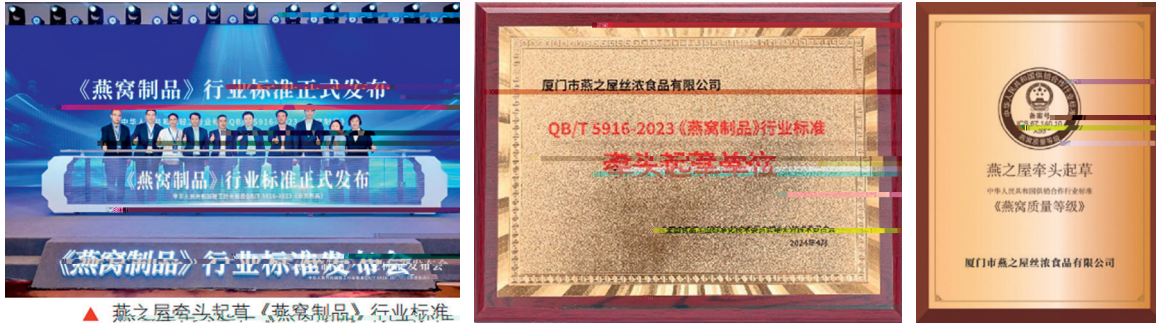 《燕窝制品》行业标准正式发布
《燕窝制品》行业标准正式发布
《燕窝制品》行业标准发布会
▲ 燕之屋牵头起草《燕窝制品》行业标准
厦门市燕之屋丝浓食品有限公司
QB/T 5916-2023《燕窝制品》行业标准
牵头起草单位
2024年4月
备案号
燕之屋牵头起草
中华人民共和国供销合作行业标准
《燕窝质量等级》
厦门市燕之屋丝浓食品有限公司